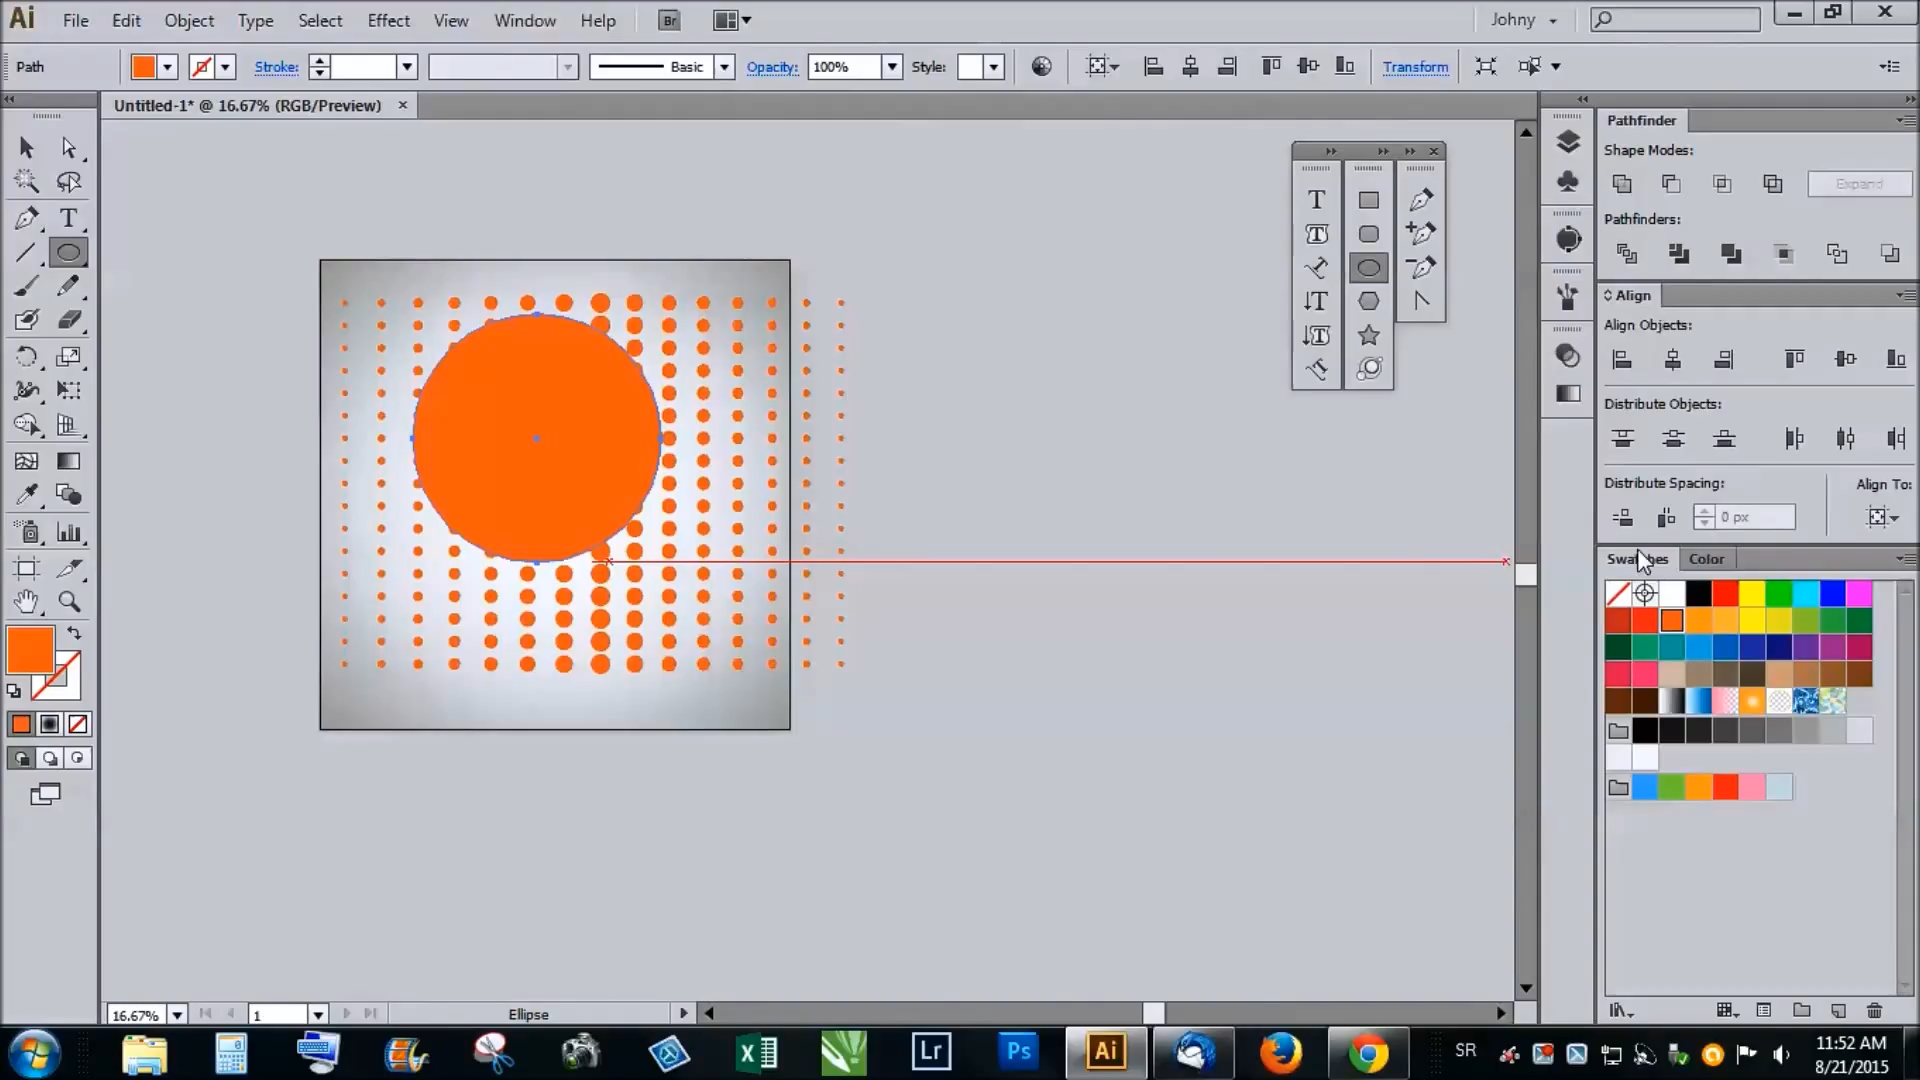 Ai File Edit Object Type Select Effect View Window Help Br Johny
Path Stroke: Basic Opacity: 100% Style: Transform
Untitled-1* @ 16.67% (RGB/Preview)
Pathfinder
Shape Modes:
Expand
Pathfinders:
Align
Align Objects:
Distribute Objects:
Distribute Spacing: Align To:
0 px
Swatches Color
16.67% 1 Ellipse
Lr Ps Ai SR 11:52 AM
8/21/2015